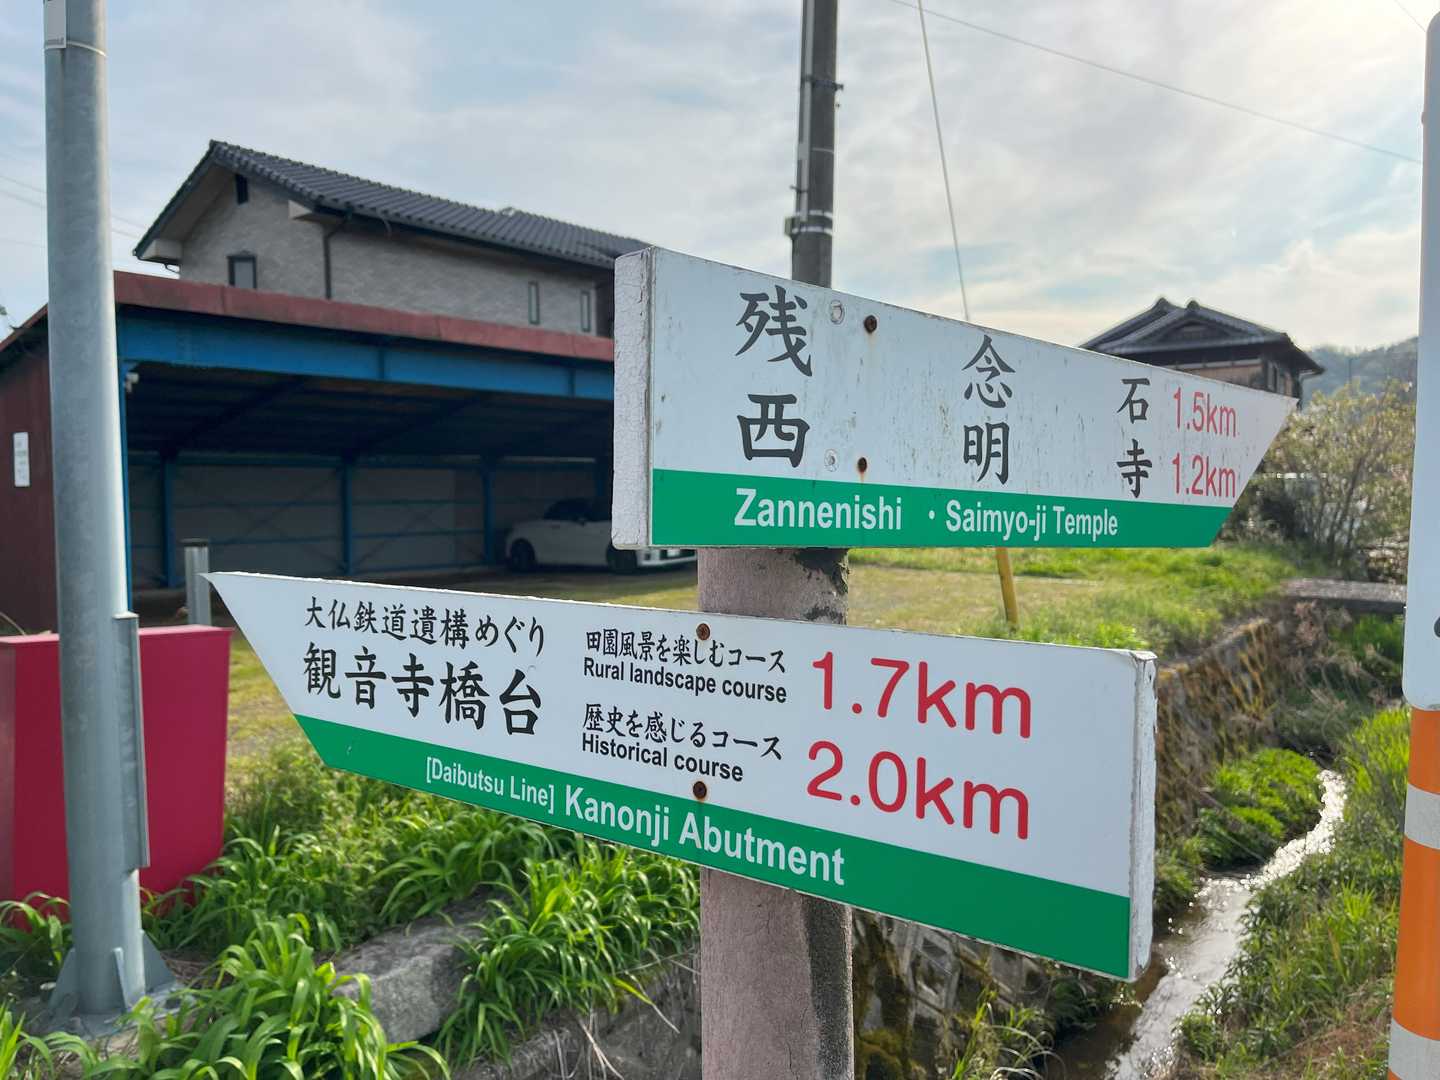 残念石 1.5km
西明寺 1.2km
Zannenishi ・Saimyo-ji Temple
大仏鉄道遺構めぐり
観音寺橋台
田園風景を楽しむコース 1.7km
Rural landscape course
歴史を感じるコース 2.0km
Historical course
[Daibutsu Line] Kanonji Abutment